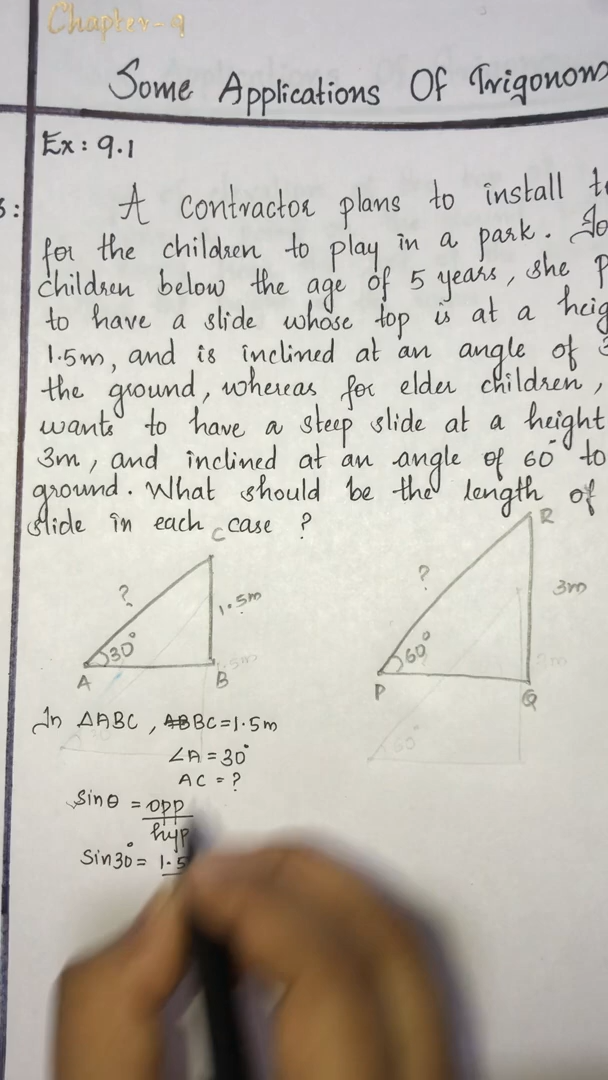 Chapter-9
Some Applications Of Trigonom
Ex: 9.1
3:
A contractor plans to install t
for the children to play in a park. Fo
children below the age of 5 years, she p
to have a slide whose top is at a heig
1.5m, and is inclined at an angle of 3
the ground, whereas for elder children,
wants to have a steep slide at a height
3m, and inclined at an angle of 60° to
ground. What should be the length of
slide in each case ?
C
?
1.5m
30°
A
B
R
?
3m
60°
P
Q
In △ABC, BC=1.5m
∠A = 30°
AC = ?
Sinθ = opp
hyp
Sin30° = 1.5